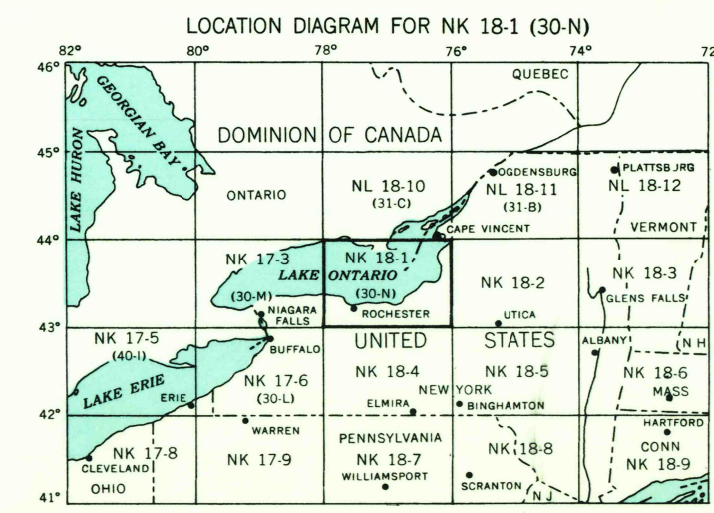 LOCATION DIAGRAM FOR NK 18-1 (30-N)
82° 80° 78° 76° 74° 72
46°
QUEBEC
GEORGIAN BAY
LAKE HURON
DOMINION OF CANADA
45°
OGDENSBURG
PLATTSBURG
NL 18-10
(31-C)
NL 18-11
(31-B)
NL 18-12
ONTARIO
CAPE VINCENT
VERMONT
44°
NK 17-3
NK 18-1
LAKE ONTARIO
NK 18-2
NK 18-3
(30-M)
(30-N)
GLENS FALLS
NIAGARA
FALLS
ROCHESTER
UTICA
43°
NK 17-5
(40-I)
UNITED STATES
BUFFALO
ALBANY
N H
LAKE ERIE
NK 17-6
(30-L)
NK 18-4
NK 18-5
NK 18-6
NEW YORK
MASS
ERIE
ELMIRA
BINGHAMTON
42°
WARREN
HARTFORD
PENNSYLVANIA
CONN
NK 17-8
NK 17-9
NK 18-7
NK 18-8
NK 18-9
CLEVELAND
WILLIAMSPORT
OHIO
SCRANTON
N J
41°